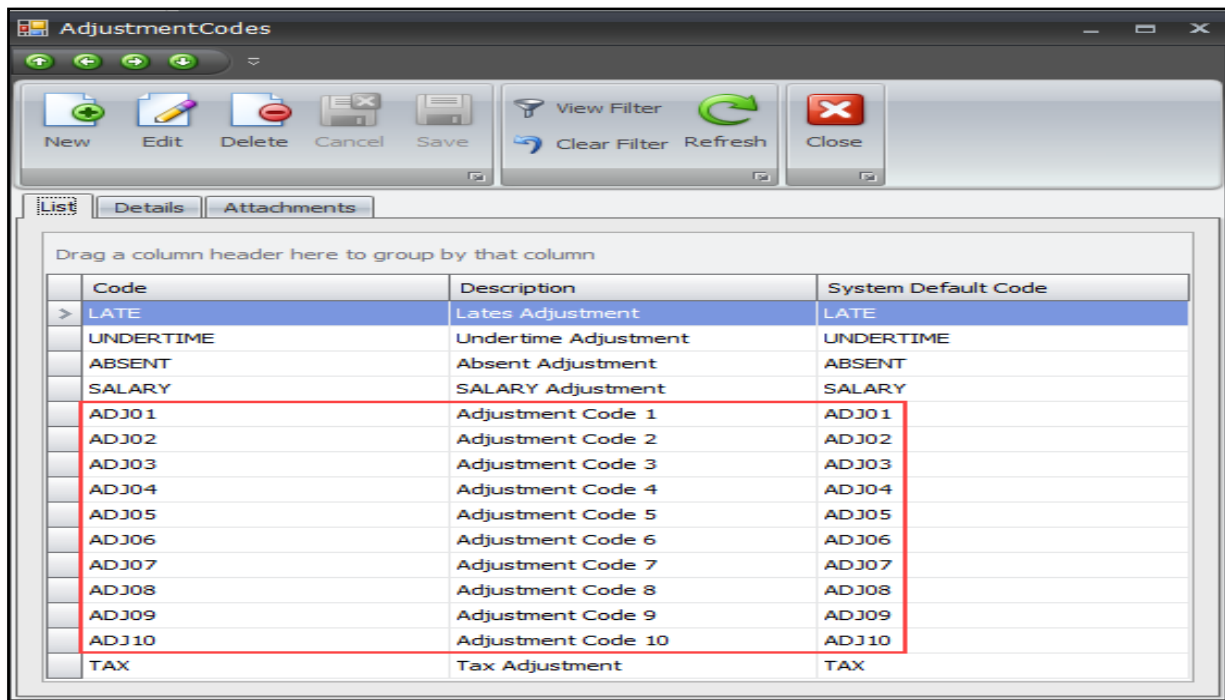 AdjustmentCodes
View Filter
New Edit Delete Cancel Save Clear Filter Refresh Close
List Details Attachments
Drag a column header here to group by that column
Code Description System Default Code
LATE Lates Adjustment LATE
UNDERTIME Undertime Adjustment UNDERTIME
ABSENT Absent Adjustment ABSENT
SALARY SALARY Adjustment SALARY
ADJ01 Adjustment Code 1 ADJ01
ADJ02 Adjustment Code 2 ADJ02
ADJ03 Adjustment Code 3 ADJ03
ADJ04 Adjustment Code 4 ADJ04
ADJ05 Adjustment Code 5 ADJ05
ADJ06 Adjustment Code 6 ADJ06
ADJ07 Adjustment Code 7 ADJ07
ADJ08 Adjustment Code 8 ADJ08
ADJ09 Adjustment Code 9 ADJ09
ADJ10 Adjustment Code 10 ADJ10
TAX Tax Adjustment TAX